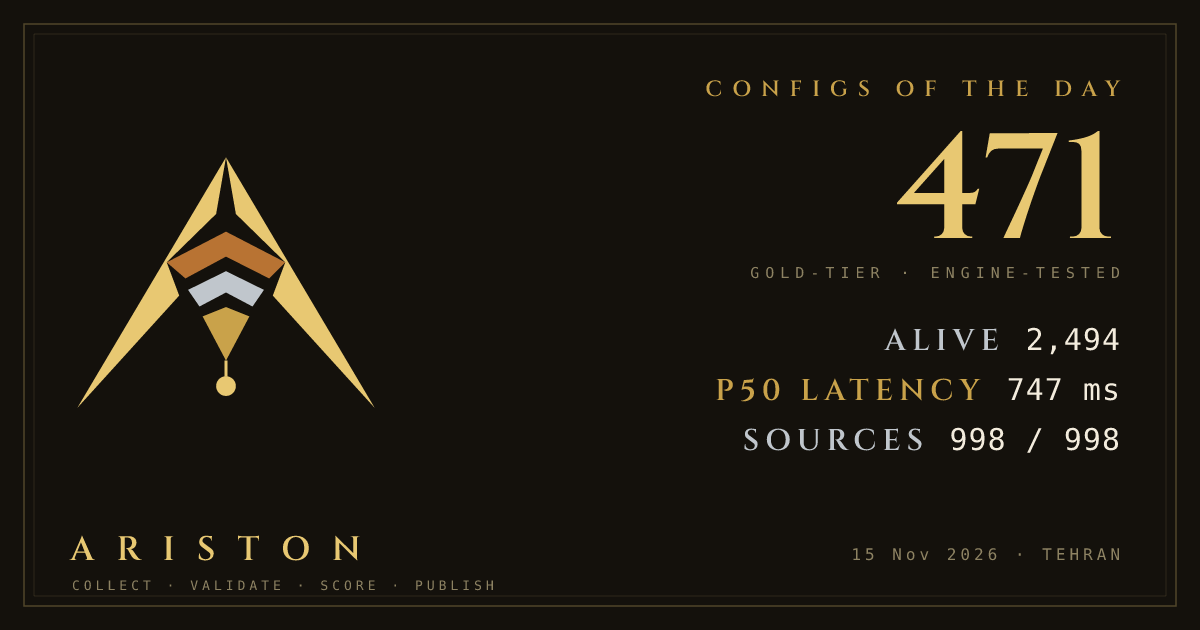 CONFIGS OF THE DAY
471
GOLD-TIER · ENGINE-TESTED
ALIVE 2,494
P50 LATENCY 747 ms
SOURCES 998 / 998
ARISTON
COLLECT · VALIDATE · SCORE · PUBLISH
15 Nov 2026 · TEHRAN